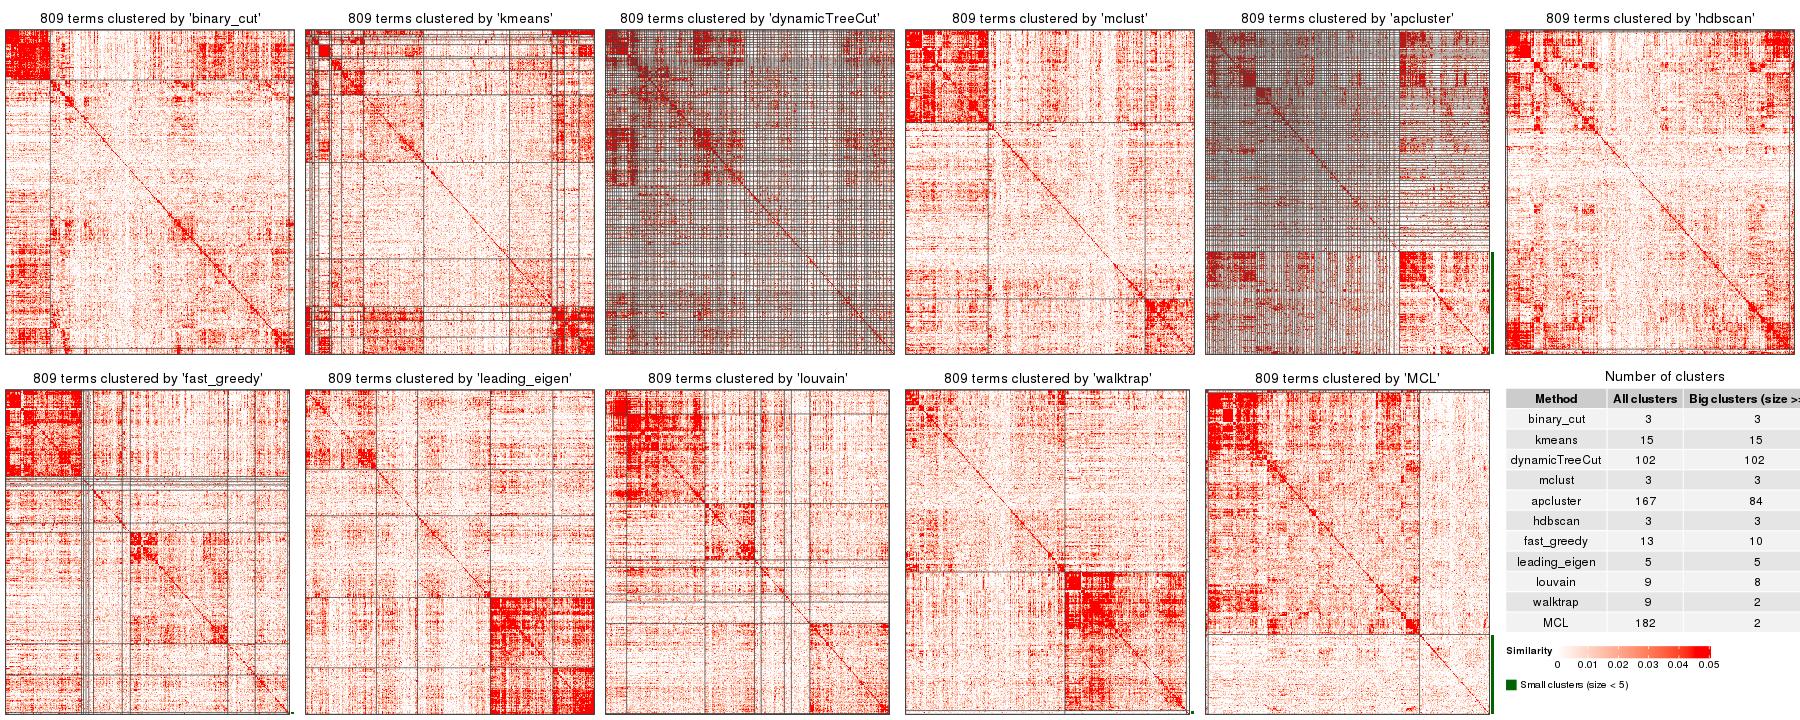 809 terms clustered by 'binary_cut'
809 terms clustered by 'kmeans'
809 terms clustered by 'dynamicTreeCut'
809 terms clustered by 'mclust'
809 terms clustered by 'apcluster'
809 terms clustered by 'hdbscan'
809 terms clustered by 'fast_greedy'
809 terms clustered by 'leading_eigen'
809 terms clustered by 'louvain'
809 terms clustered by 'walktrap'
809 terms clustered by 'MCL'
Number of clusters
Method All clusters Big clusters (size >=
binary_cut 3 3
kmeans 15 15
dynamicTreeCut 102 102
mclust 3 3
apcluster 167 84
hdbscan 3 3
fast_greedy 13 10
leading_eigen 5 5
louvain 9 8
walktrap 9 2
MCL 182 2
Similarity
0 0.01 0.02 0.03 0.04 0.05
Small clusters (size < 5)